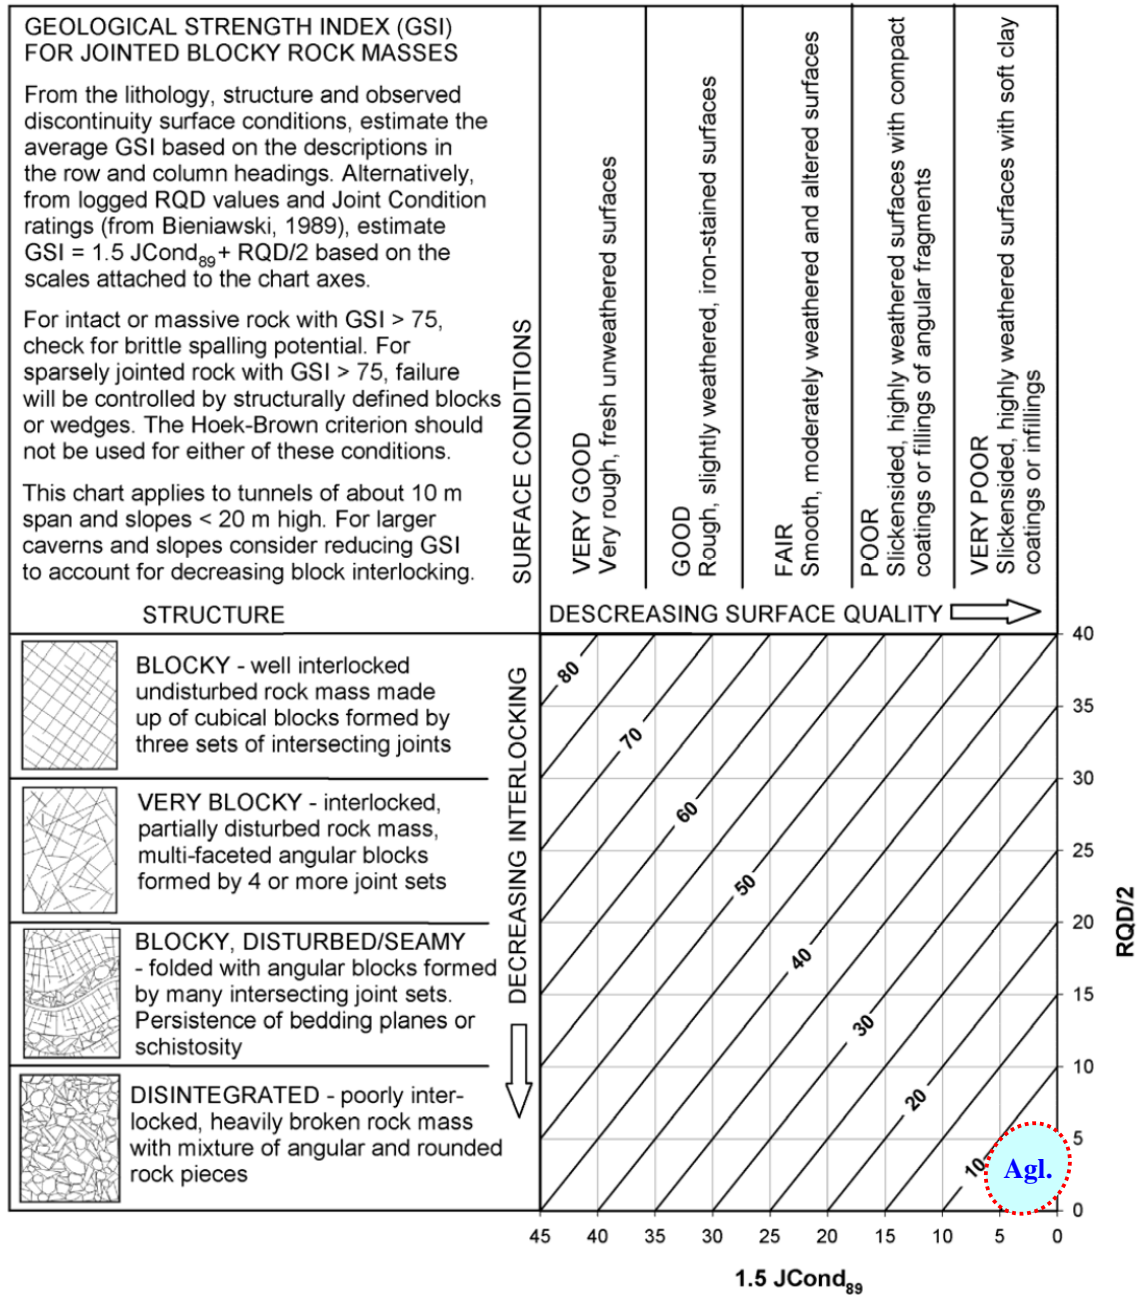 GEOLOGICAL STRENGTH INDEX (GSI)
FOR JOINTED BLOCKY ROCK MASSES
From the lithology, structure and observed
discontinuity surface conditions, estimate the
average GSI based on the descriptions in
the row and column headings. Alternatively,
from logged RQD values and Joint Condition
ratings (from Bieniawski, 1989), estimate
GSI = 1.5 JCond89 + RQD/2 based on the
scales attached to the chart axes.
For intact or massive rock with GSI > 75,
check for brittle spalling potential. For
sparsely jointed rock with GSI > 75, failure
will be controlled by structurally defined blocks
or wedges. The Hoek-Brown criterion should
not be used for either of these conditions.
This chart applies to tunnels of about 10 m
span and slopes < 20 m high. For larger
caverns and slopes consider reducing GSI
to account for decreasing block interlocking.
SURFACE CONDITIONS
VERY GOOD
Very rough, fresh unweathered surfaces
GOOD
Rough, slightly weathered, iron-stained surfaces
FAIR
Smooth, moderately weathered and altered surfaces
POOR
Slickensided, highly weathered surfaces with compact
coatings or fillings of angular fragments
VERY POOR
Slickensided, highly weathered surfaces with soft clay
coatings or infillings
STRUCTURE
DESCREASING SURFACE QUALITY
BLOCKY - well interlocked
undisturbed rock mass made
up of cubical blocks formed by
three sets of intersecting joints
VERY BLOCKY - interlocked,
partially disturbed rock mass,
multi-faceted angular blocks
formed by 4 or more joint sets
BLOCKY, DISTURBED/SEAMY
- folded with angular blocks formed
by many intersecting joint sets.
Persistence of bedding planes or
schistosity
DISINTEGRATED - poorly inter-
locked, heavily broken rock mass
with mixture of angular and rounded
rock pieces
DECREASING INTERLOCKING
80
70
60
50
40
30
20
10
Agl.
40
35
30
25
20
15
10
5
0
RQD/2
45 40 35 30 25 20 15 10 5 0
1.5 JCond89